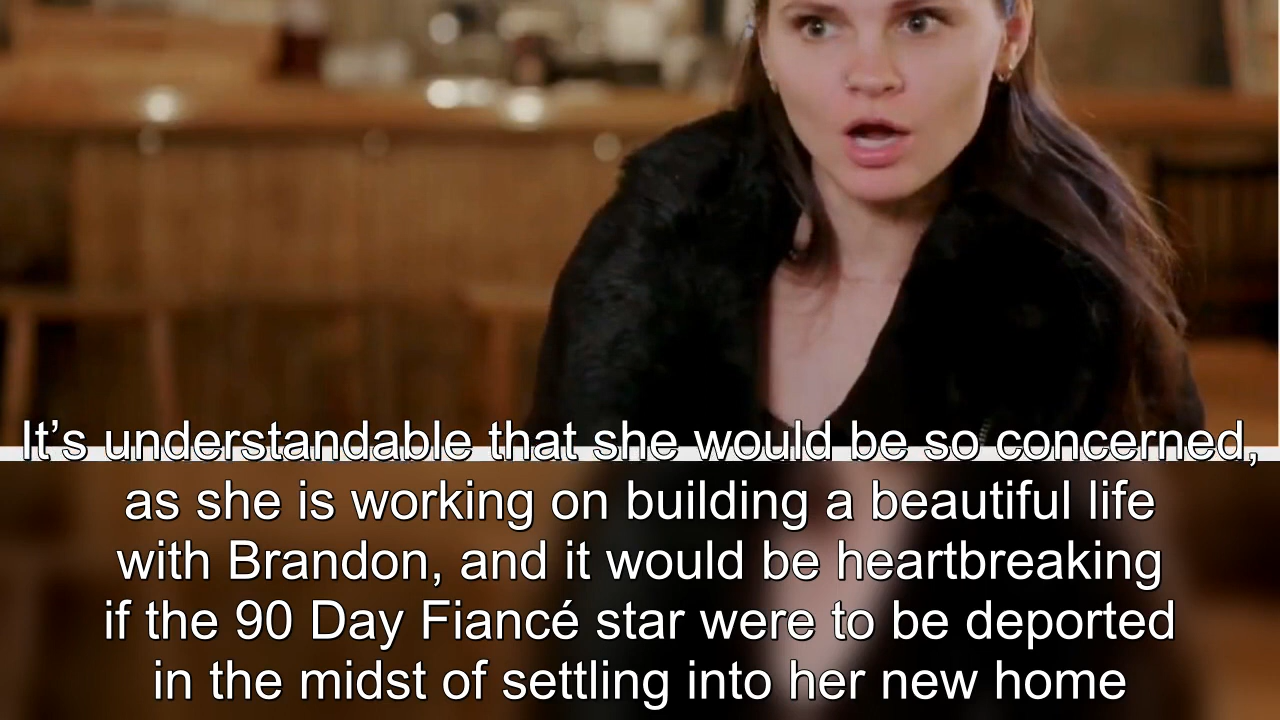 It’s understandable that she would be so concerned,
as she is working on building a beautiful life
with Brandon, and it would be heartbreaking
if the 90 Day Fiancé star were to be deported
in the midst of settling into her new home